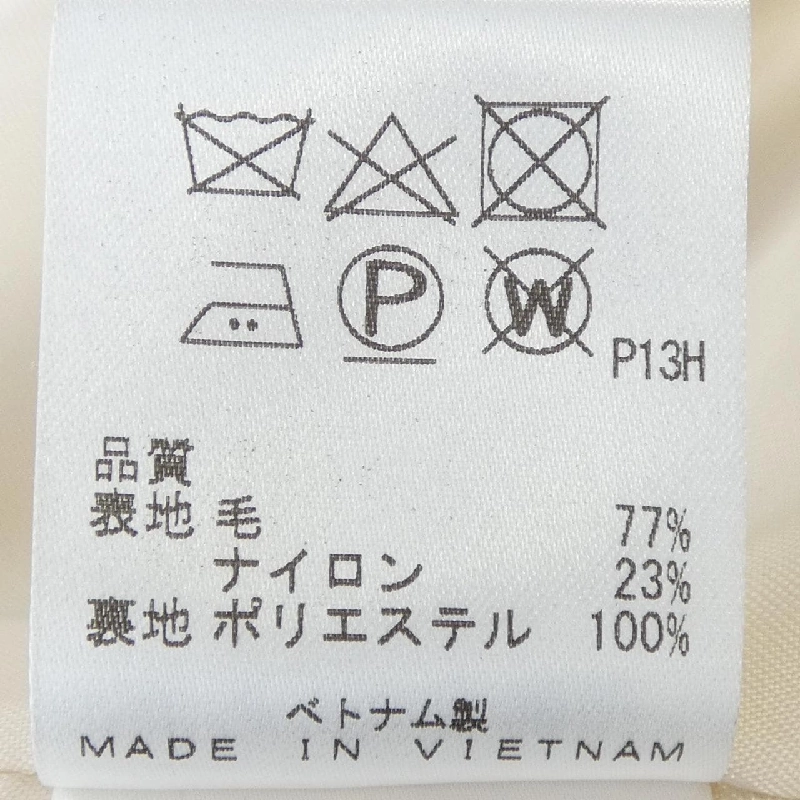 P W P13H
品質
表地 毛 77%
ナイロン 23%
裏地 ポリエステル 100%
ベトナム製
MADE IN VIETNAM